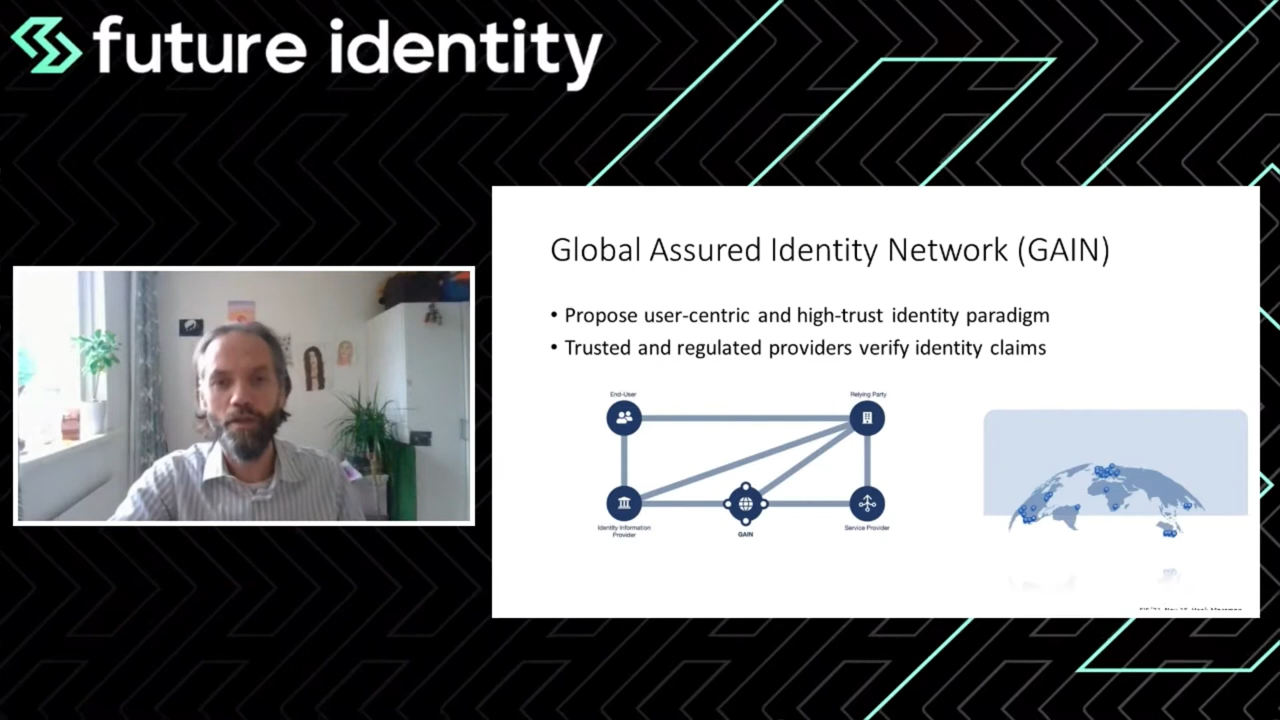 future identity
Global Assured Identity Network (GAIN)
• Propose user-centric and high-trust identity paradigm
• Trusted and regulated providers verify identity claims
End-User
Relying Party
Identity Information
Provider
GAIN
Service Provider